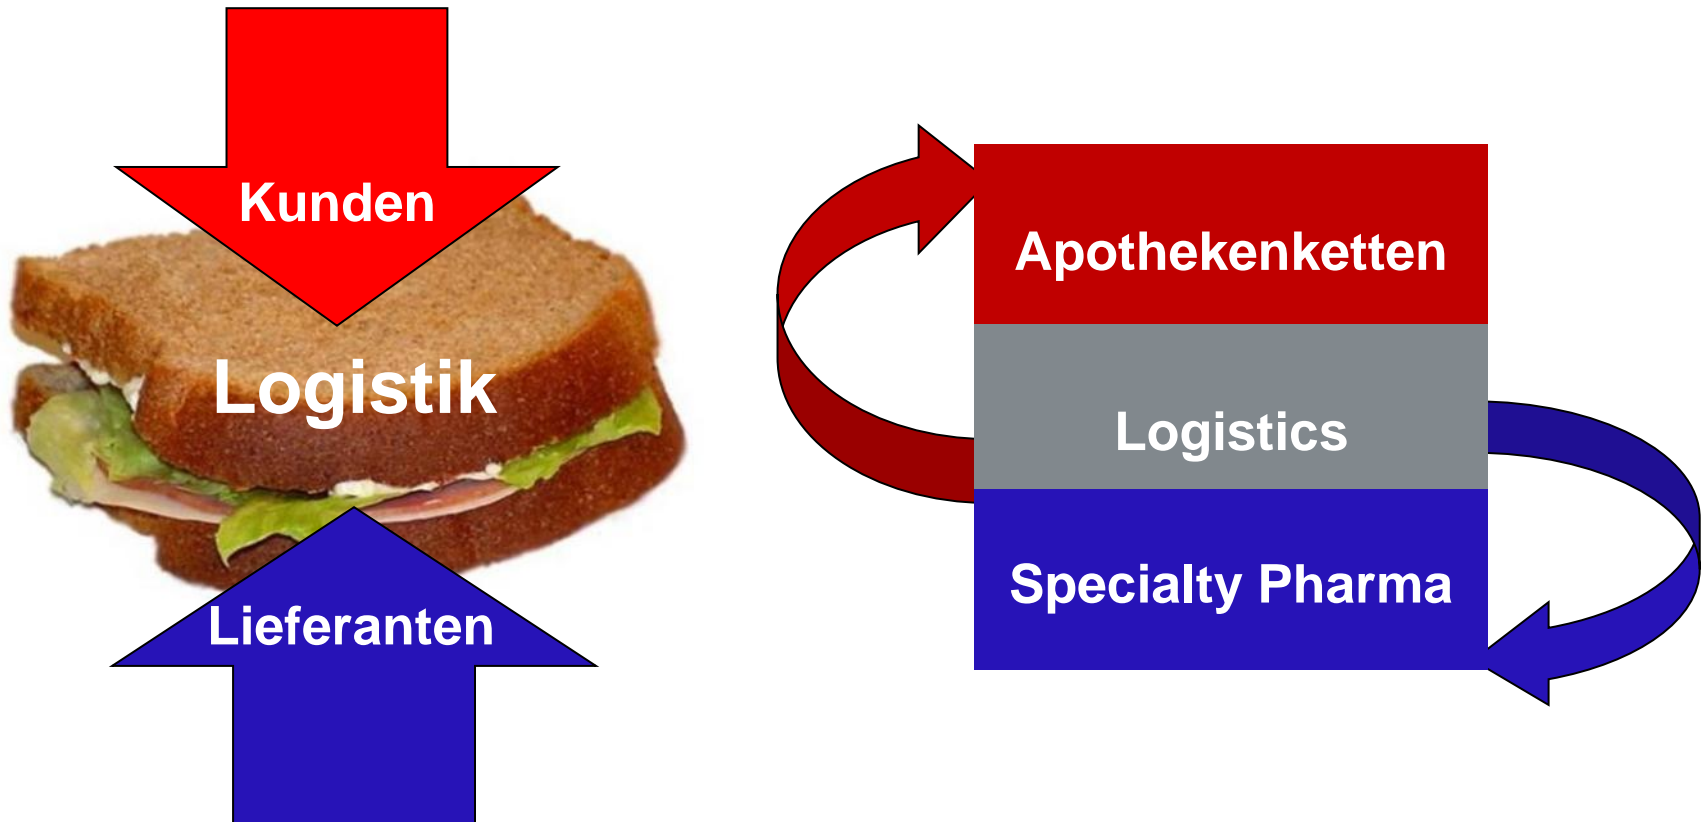 Kunden
Logistik
Lieferanten
Apothekenketten
Logistics
Specialty Pharma